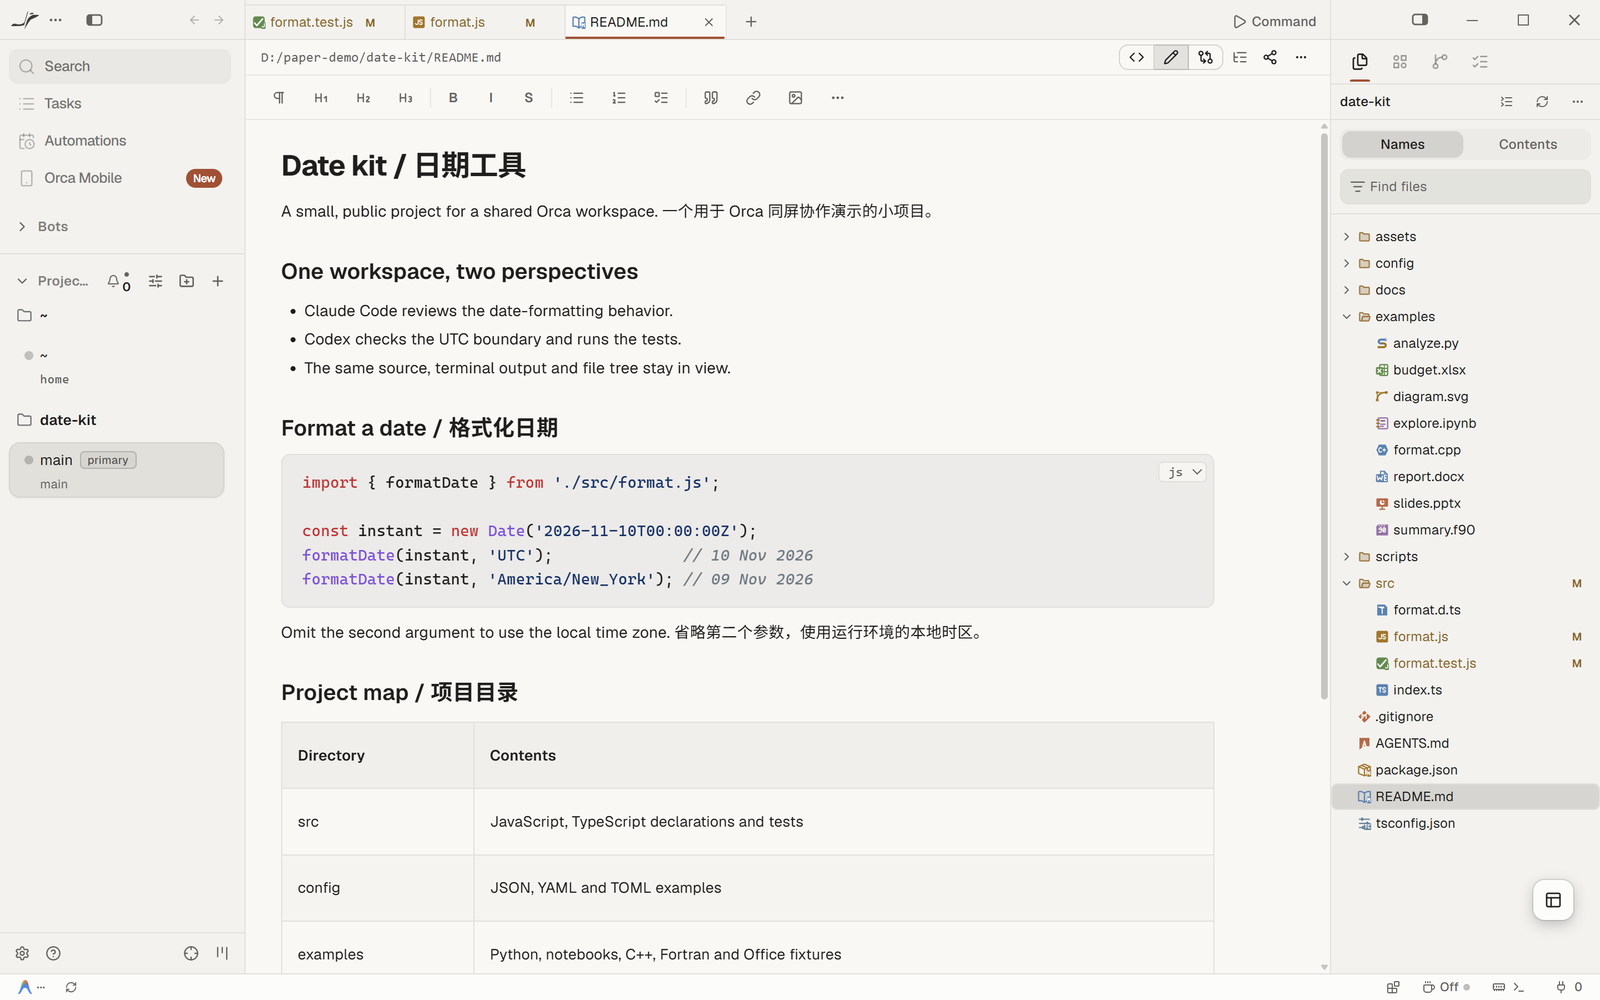 format.test.js M
format.js M
README.md
Command
Search
Tasks
Automations
Orca Mobile New
Bots
Projec... 0
~
~
home
date-kit
main primary
main
D:/paper-demo/date-kit/README.md
H1 H2 H3 B I S
Date kit / 日期工具
A small, public project for a shared Orca workspace. 一个用于 Orca 同屏协作演示的小项目。
One workspace, two perspectives
• Claude Code reviews the date-formatting behavior.
• Codex checks the UTC boundary and runs the tests.
• The same source, terminal output and file tree stay in view.
Format a date / 格式化日期
js
import { formatDate } from './src/format.js';
const instant = new Date('2026-11-10T00:00:00Z');
formatDate(instant, 'UTC'); // 10 Nov 2026
formatDate(instant, 'America/New_York'); // 09 Nov 2026
Omit the second argument to use the local time zone. 省略第二个参数，使用运行环境的本地时区。
Project map / 项目目录
Directory Contents
src JavaScript, TypeScript declarations and tests
config JSON, YAML and TOML examples
examples Python, notebooks, C++, Fortran and Office fixtures
date-kit
Names Contents
Find files
assets
config
docs
examples
analyze.py
budget.xlsx
diagram.svg
explore.ipynb
format.cpp
report.docx
slides.pptx
summary.f90
scripts
src M
format.d.ts
format.js M
format.test.js M
index.ts
.gitignore
AGENTS.md
package.json
README.md
tsconfig.json
Off
0